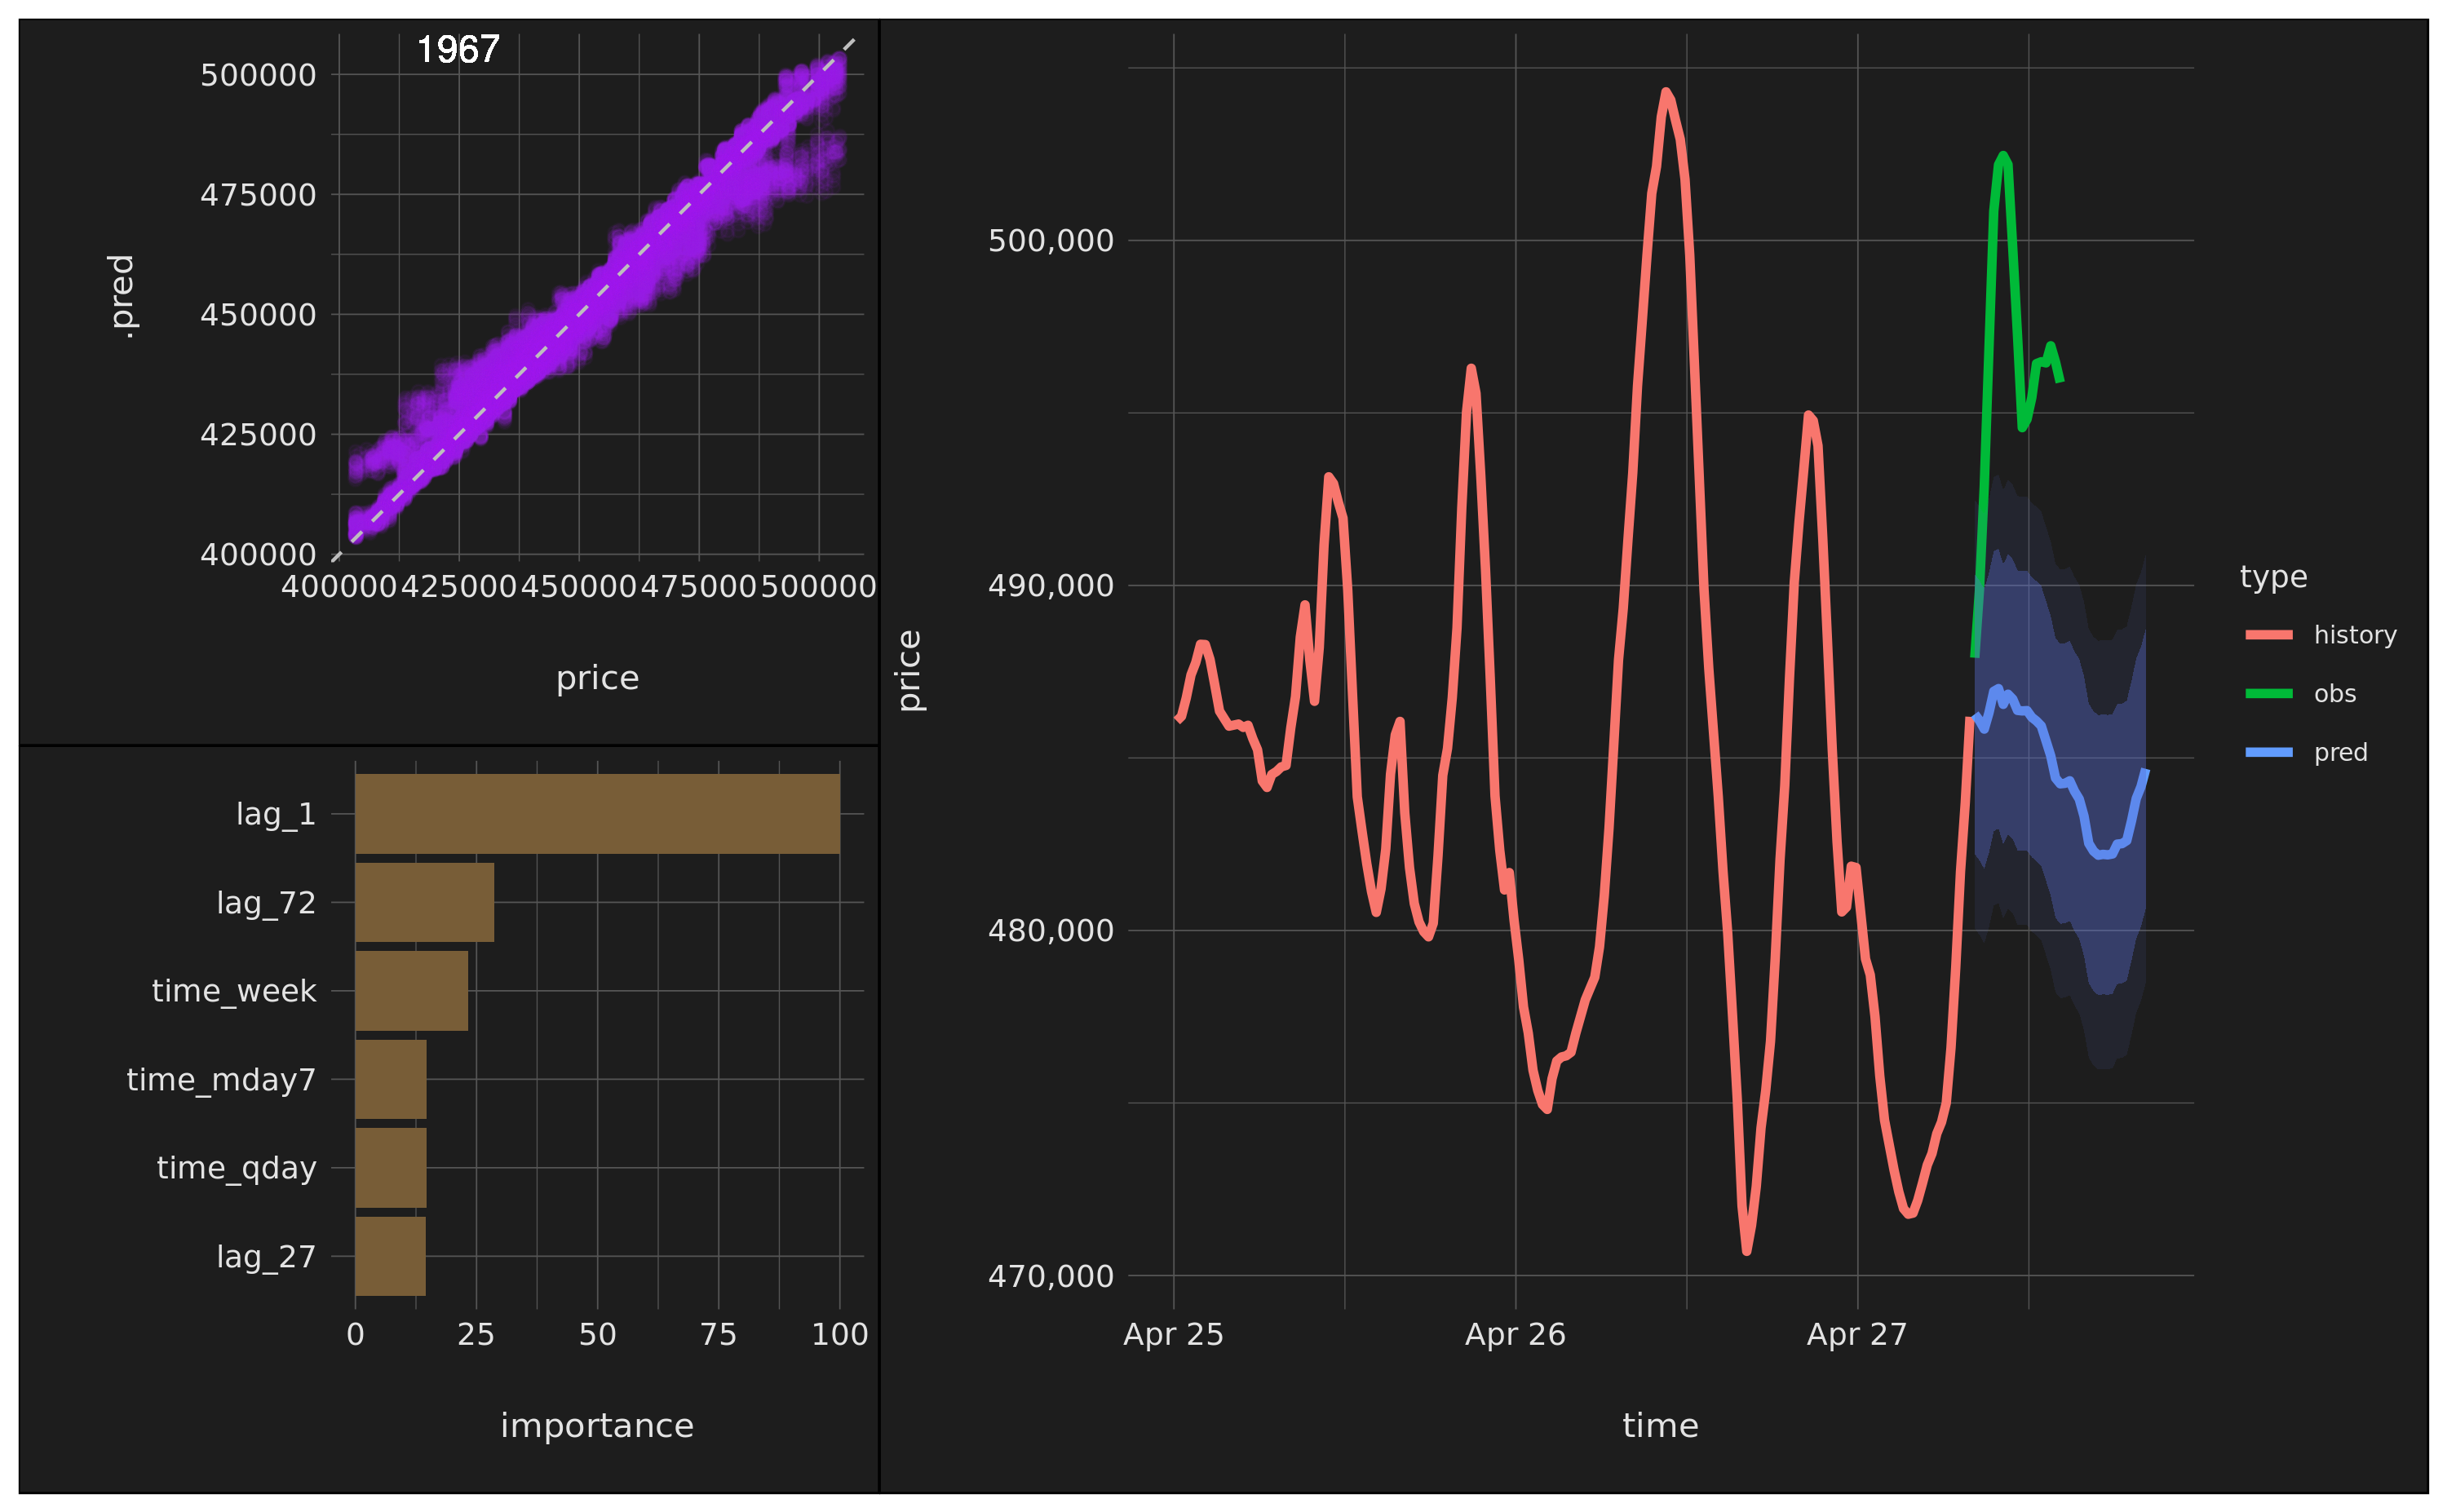 1967
500000
475000
450000
425000
400000
.pred
400000 425000 450000 475000 500000
price
lag_1
lag_72
time_week
time_mday7
time_qday
lag_27
0 25 50 75 100
importance
500,000
490,000
480,000
470,000
price
Apr 25 Apr 26 Apr 27
time
type
history
obs
pred